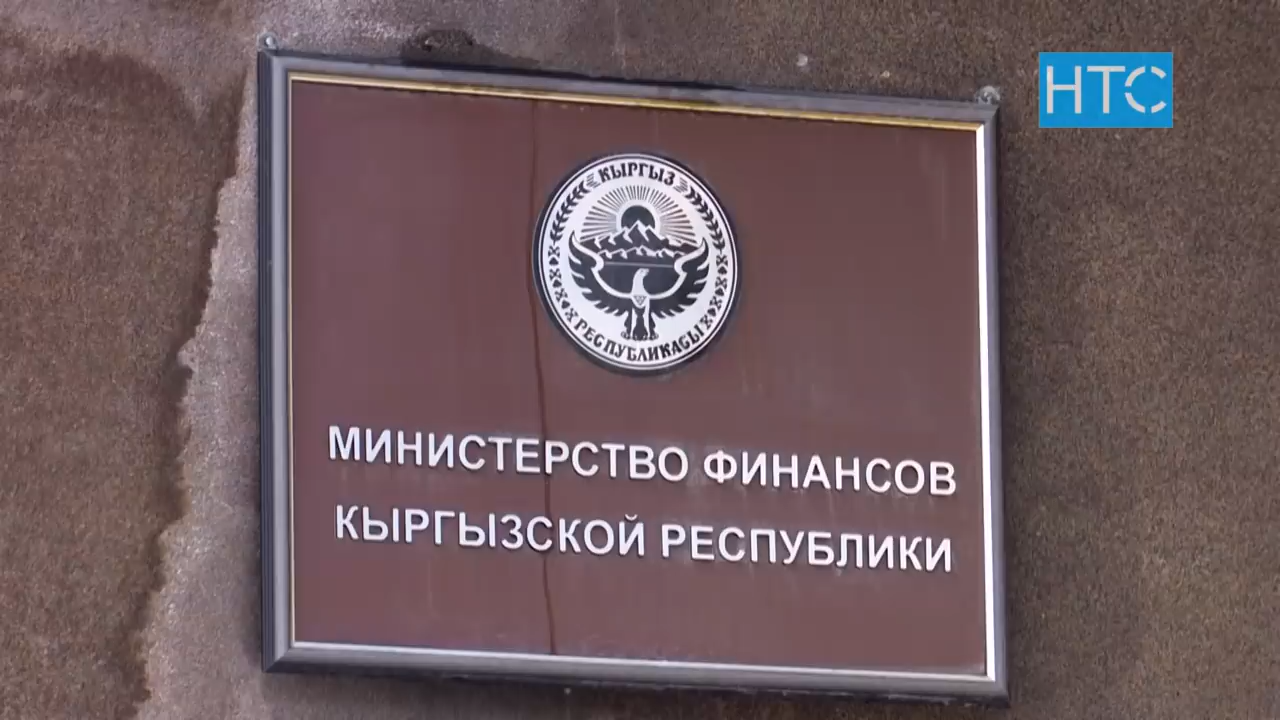 НТС
КЫРГЫЗ
РЕСПУБЛИКАСЫ
МИНИСТЕРСТВО ФИНАНСОВ
КЫРГЫЗСКОЙ РЕСПУБЛИКИ